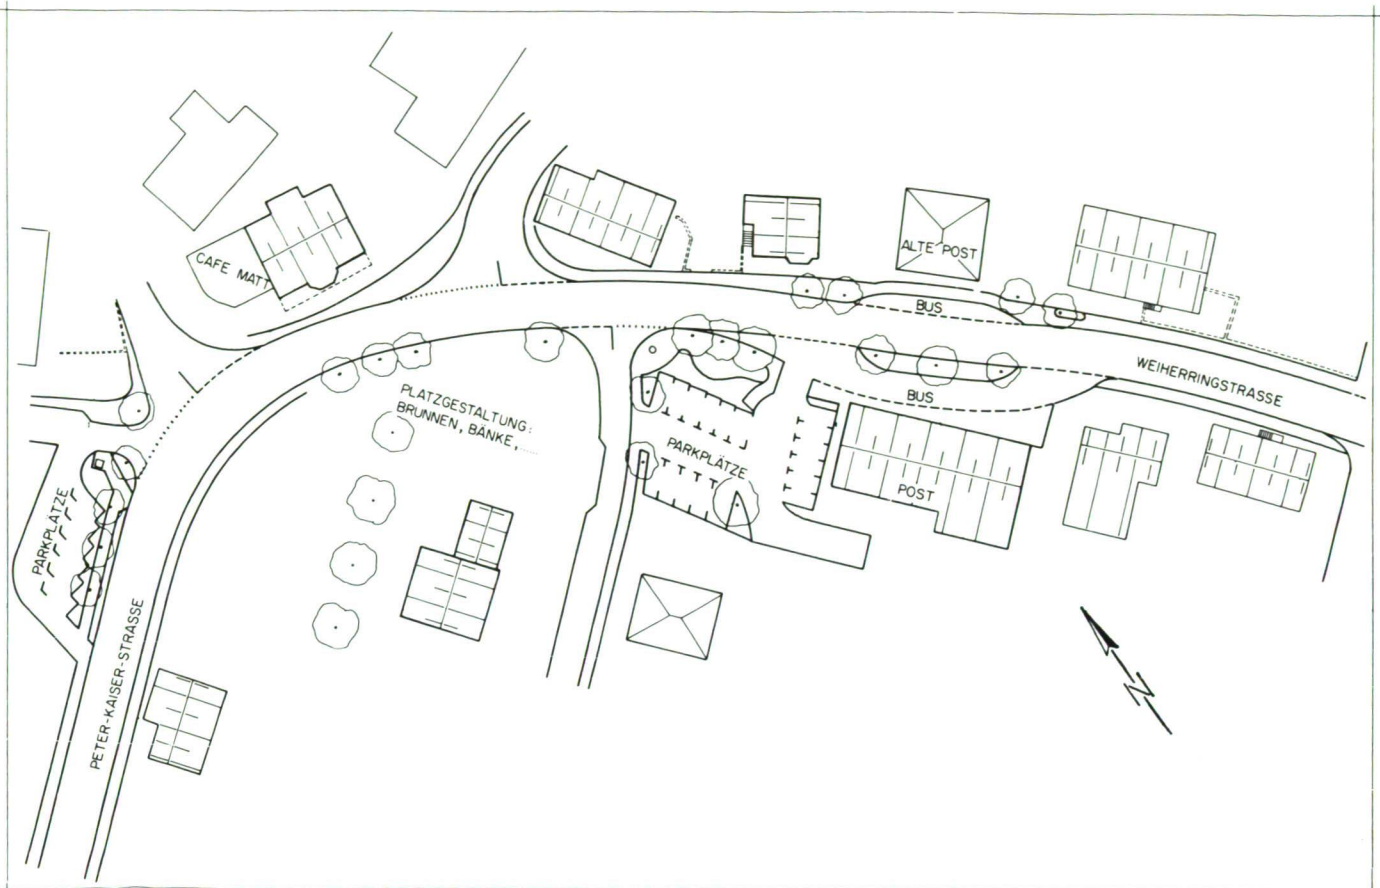 CAFE MATT
ALTE POST
BUS
WEIHERRINGSTRASSE
PLATZGESTALTUNG:
BRUNNEN, BÄNKE, .....
BUS
PARKPLÄTZE
POST
PARKPLÄTZE
PETER-KAISER-STRASSE
N